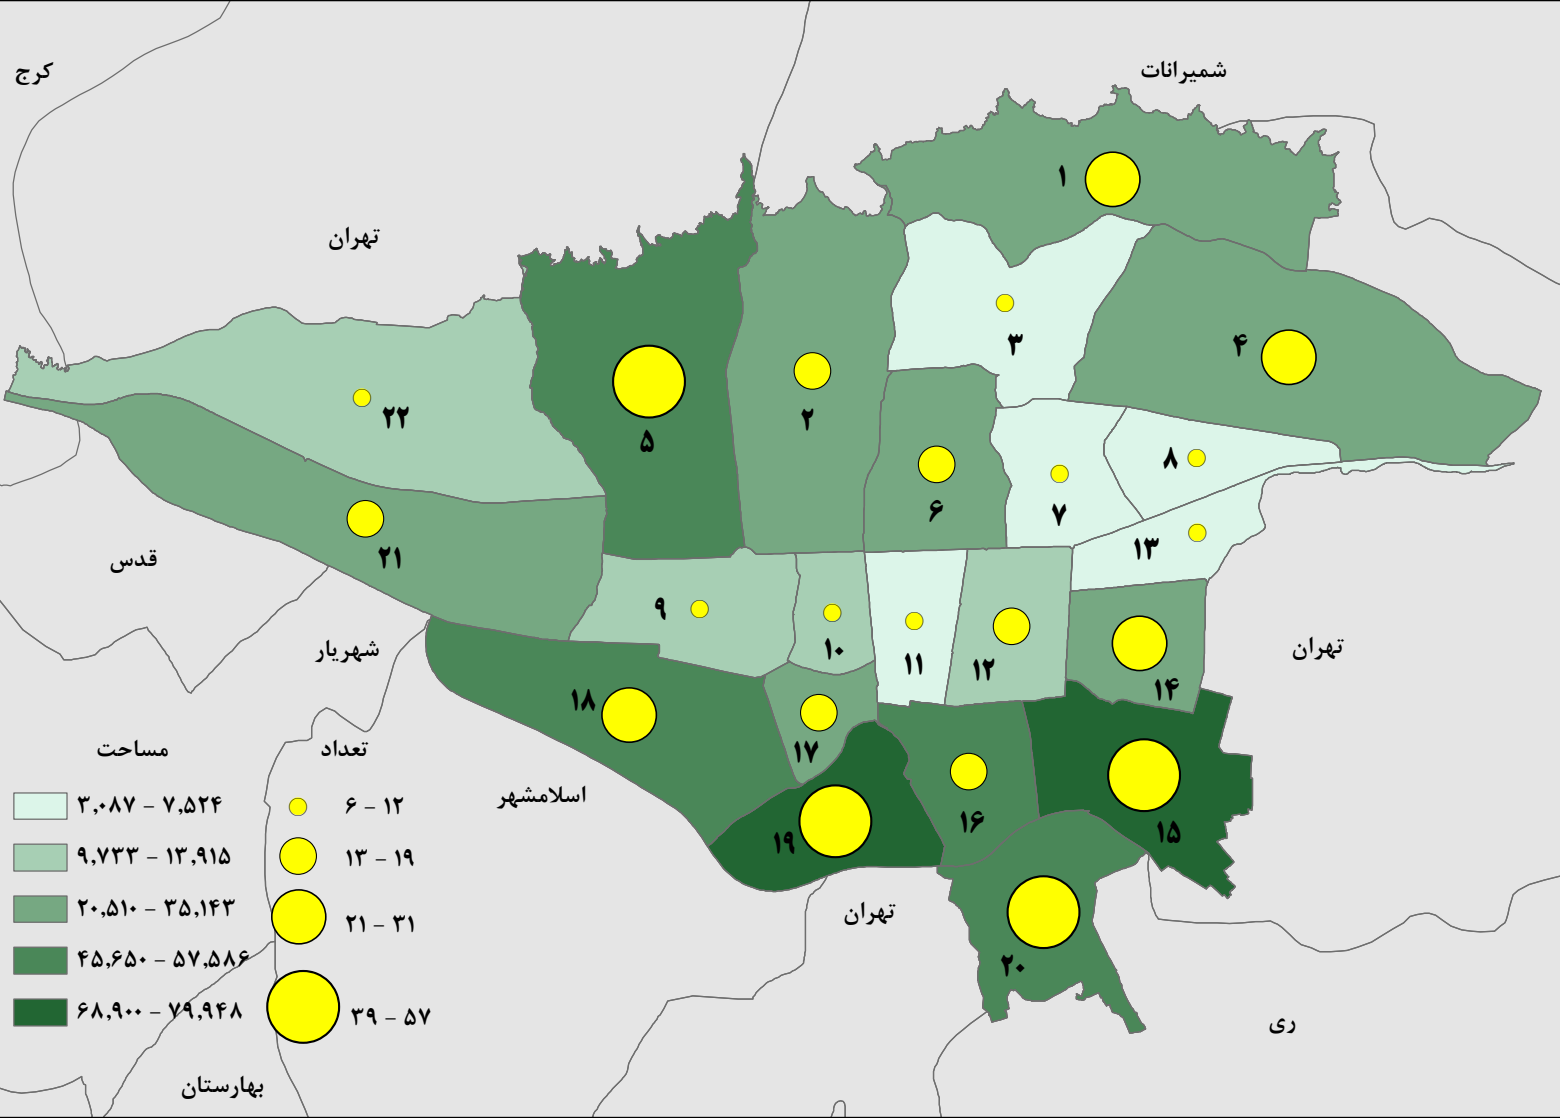 شمیرانات
کرج
۱
تهران
۳
۴
۲۲
۲
۵
۸
۶
۷
۱۳
۲۱
قدس
۹
۱۰
۱۱
۱۲
۱۴
تهران
شهریار
۱۸
۱۷
اسلامشهر
۱۶
۱۵
۱۹
تهران
۲۰
ری
مساحت
۳,۰۸۷ – ۷,۵۲۴
۹,۷۳۳ – ۱۳,۹۱۵
۲۰,۵۱۰ – ۳۵,۱۴۳
۴۵,۶۵۰ – ۵۷,۵۸۶
۶۸,۹۰۰ – ۷۹,۹۴۸
تعداد
۶ – ۱۲
۱۳ – ۱۹
۲۱ – ۳۱
۳۹ – ۵۷
بهارستان